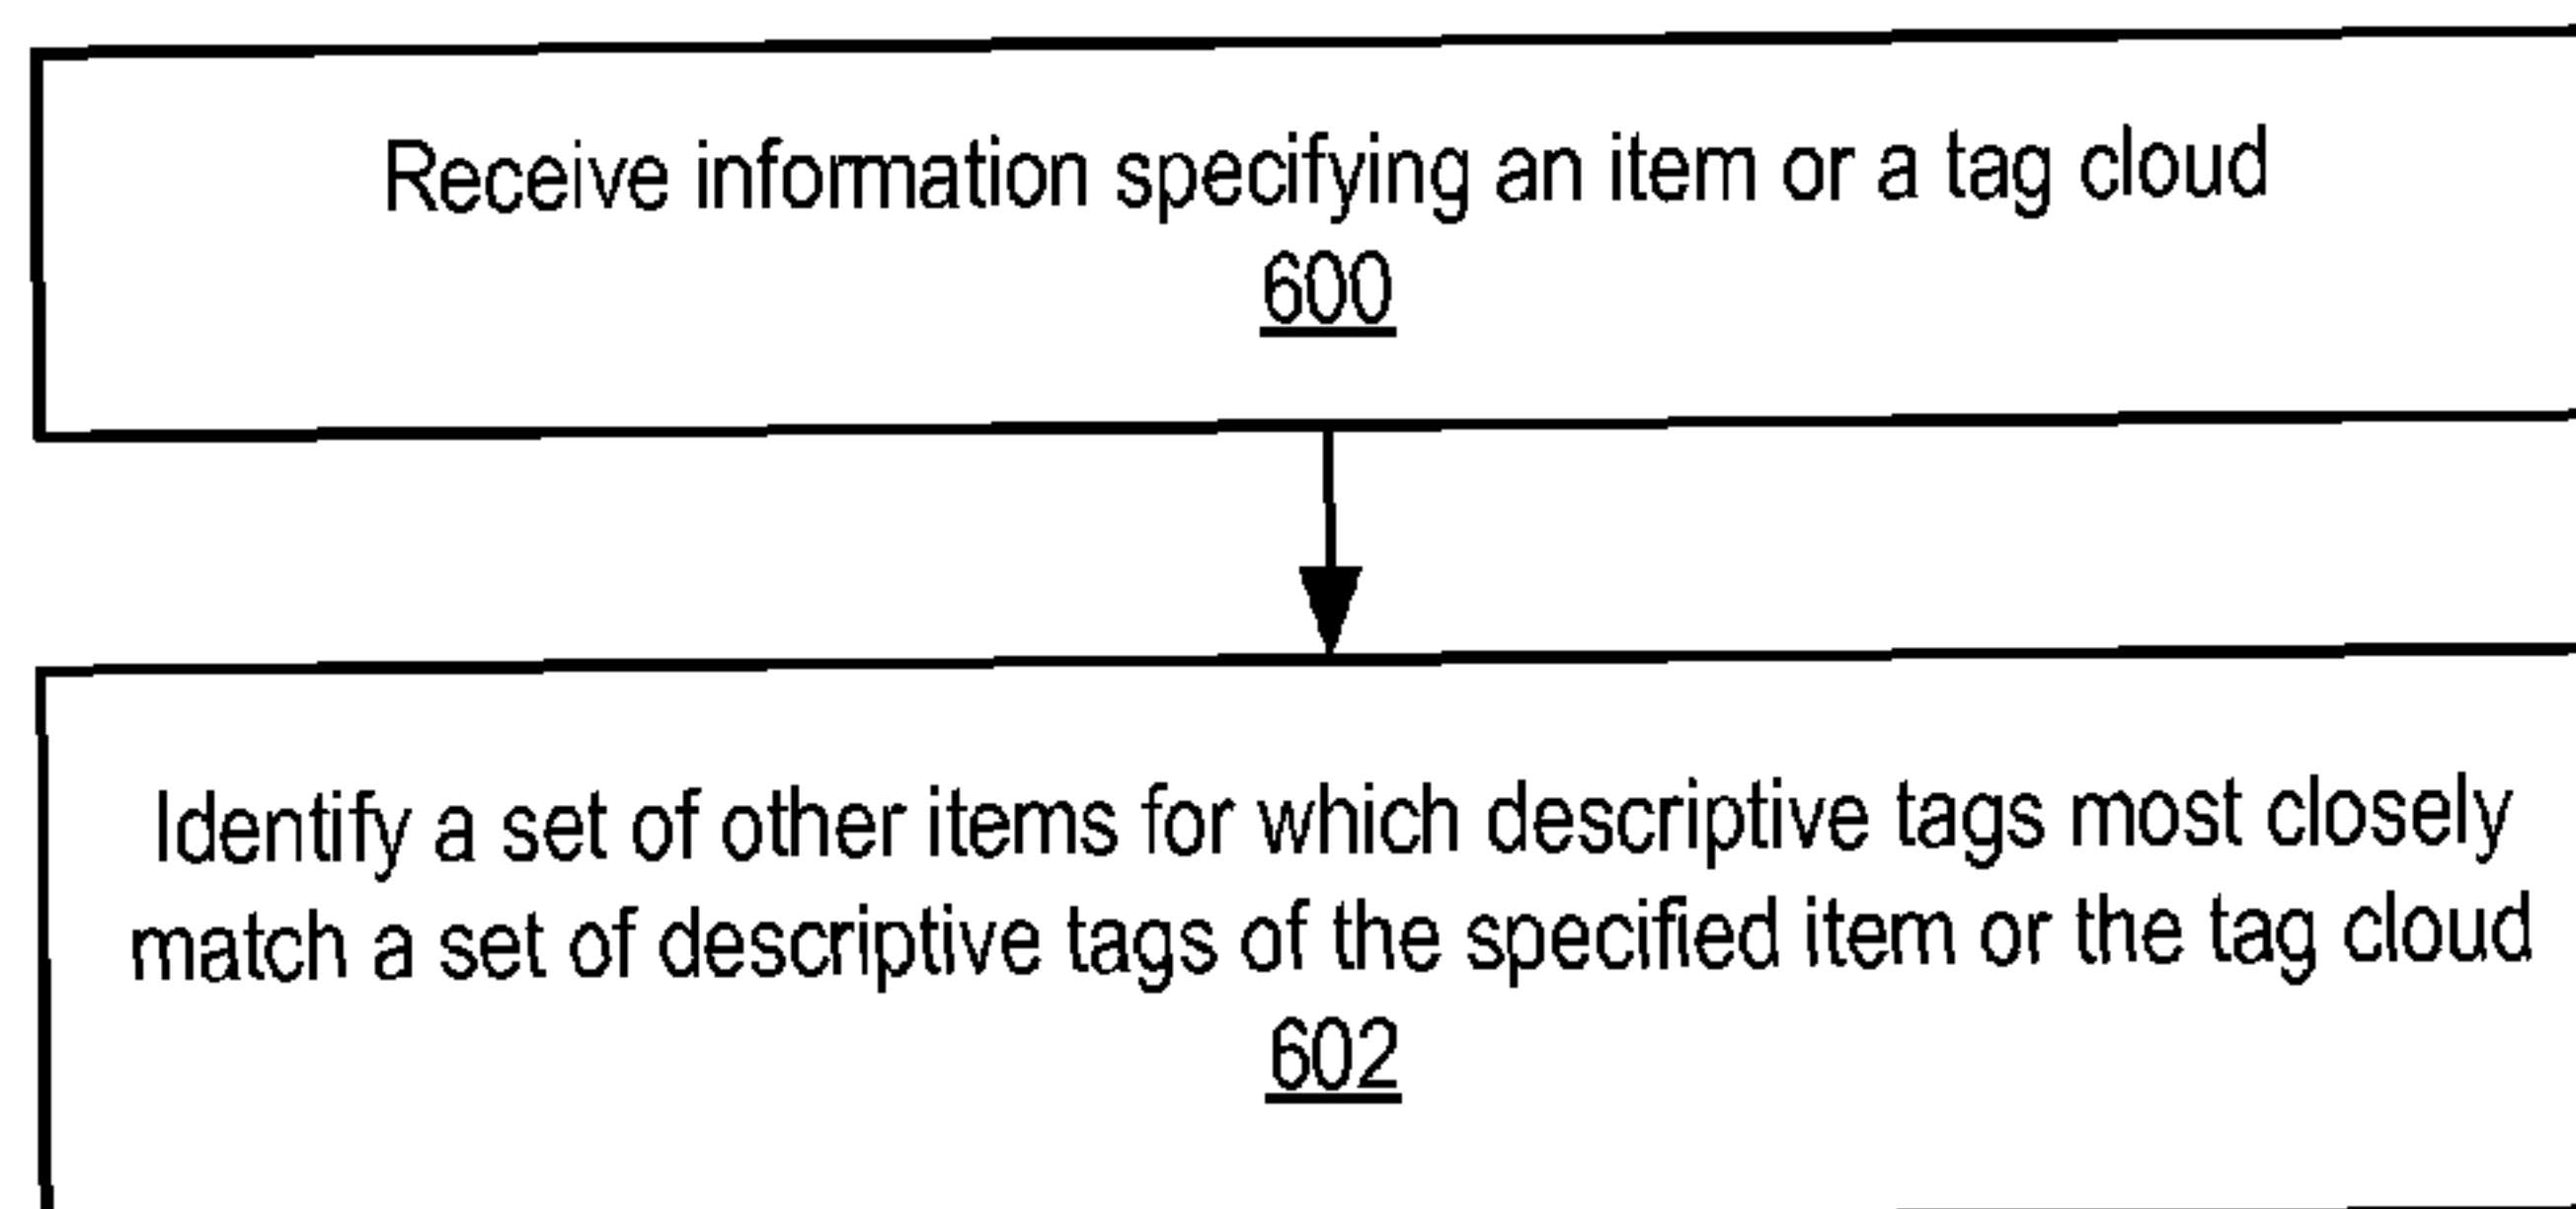 Receive information specifying an item or a tag cloud
600
Identify a set of other items for which descriptive tags most closely
match a set of descriptive tags of the specified item or the tag cloud
602